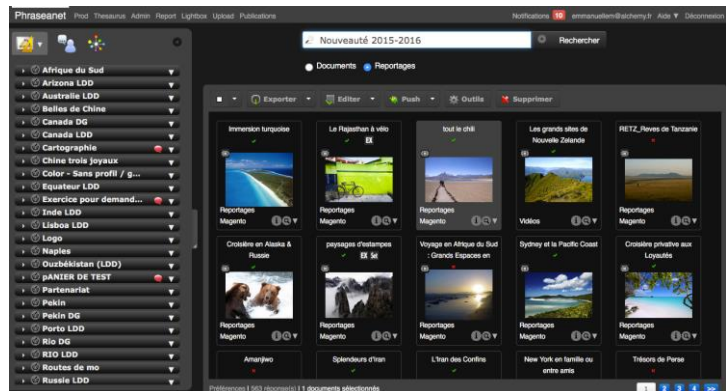 Phraseanet Prod Thesaurus Admin Report Lightbox Upload Publications
Notifications 10 emmanuellem@alchemy.fr Aide ▼ Déconnexion
Nouveauté 2015-2016 Rechercher
Documents Reportages
Exporter Editer Push Outils Supprimer
Afrique du Sud
Arizona LDD
Australie LDD
Belles de Chine
Canada DG
Canada LDD
Cartographie
Chine trois joyaux
Color - Sans profil / g...
Equateur LDD
Exercice pour demand...
Inde LDD
Lisboa LDD
Logo
Naples
Ouzbékistan (LDD)
pANIER DE TEST
Partenariat
Pekin
Pekin DG
Porto LDD
Rio DG
RIO LDD
Routes de mo
Russie LDD
Immersion turquoise
Reportages
Magento
Le Rajasthan à vélo
EX
Reportages
Magento
tout le chili
Reportages
Magento
Les grands sites de
Nouvelle Zelande
Vidéos
RETZ_Reves de Tanzanie
Reportages
Magento
Croisière en Alaska &
Russie
Reportages
Magento
paysages d'estampes
EX Sel
Reportages
Magento
Voyage en Afrique du Sud
: Grands Espaces en
Reportages
Magento
Sydney et la Pacific Coast
Reportages
Magento
Croisière privative aux
Loyautés
Reportages
Magento
Amanjiwo
Splendeurs d'Iran
L'Iran des Confins
New York en famille ou
entre amis
Trésors de Perse
Préférences | 563 réponse(s) | 1 documents sélectionnés
1 2 3 4 >>